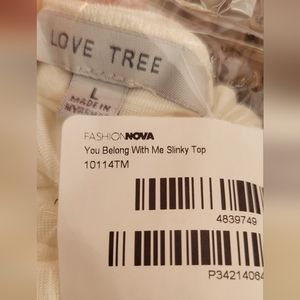 LOVE TREE
L
MADE IN
FASHIONNOVA
You Belong With Me Slinky Top
10114TM
4839749
P34214064